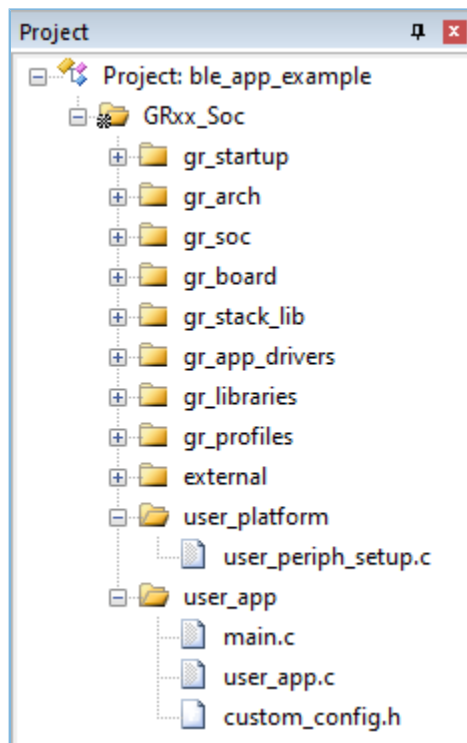 Project
Project: ble_app_example
GRxx_Soc
gr_startup
gr_arch
gr_soc
gr_board
gr_stack_lib
gr_app_drivers
gr_libraries
gr_profiles
external
user_platform
user_periph_setup.c
user_app
main.c
user_app.c
custom_config.h